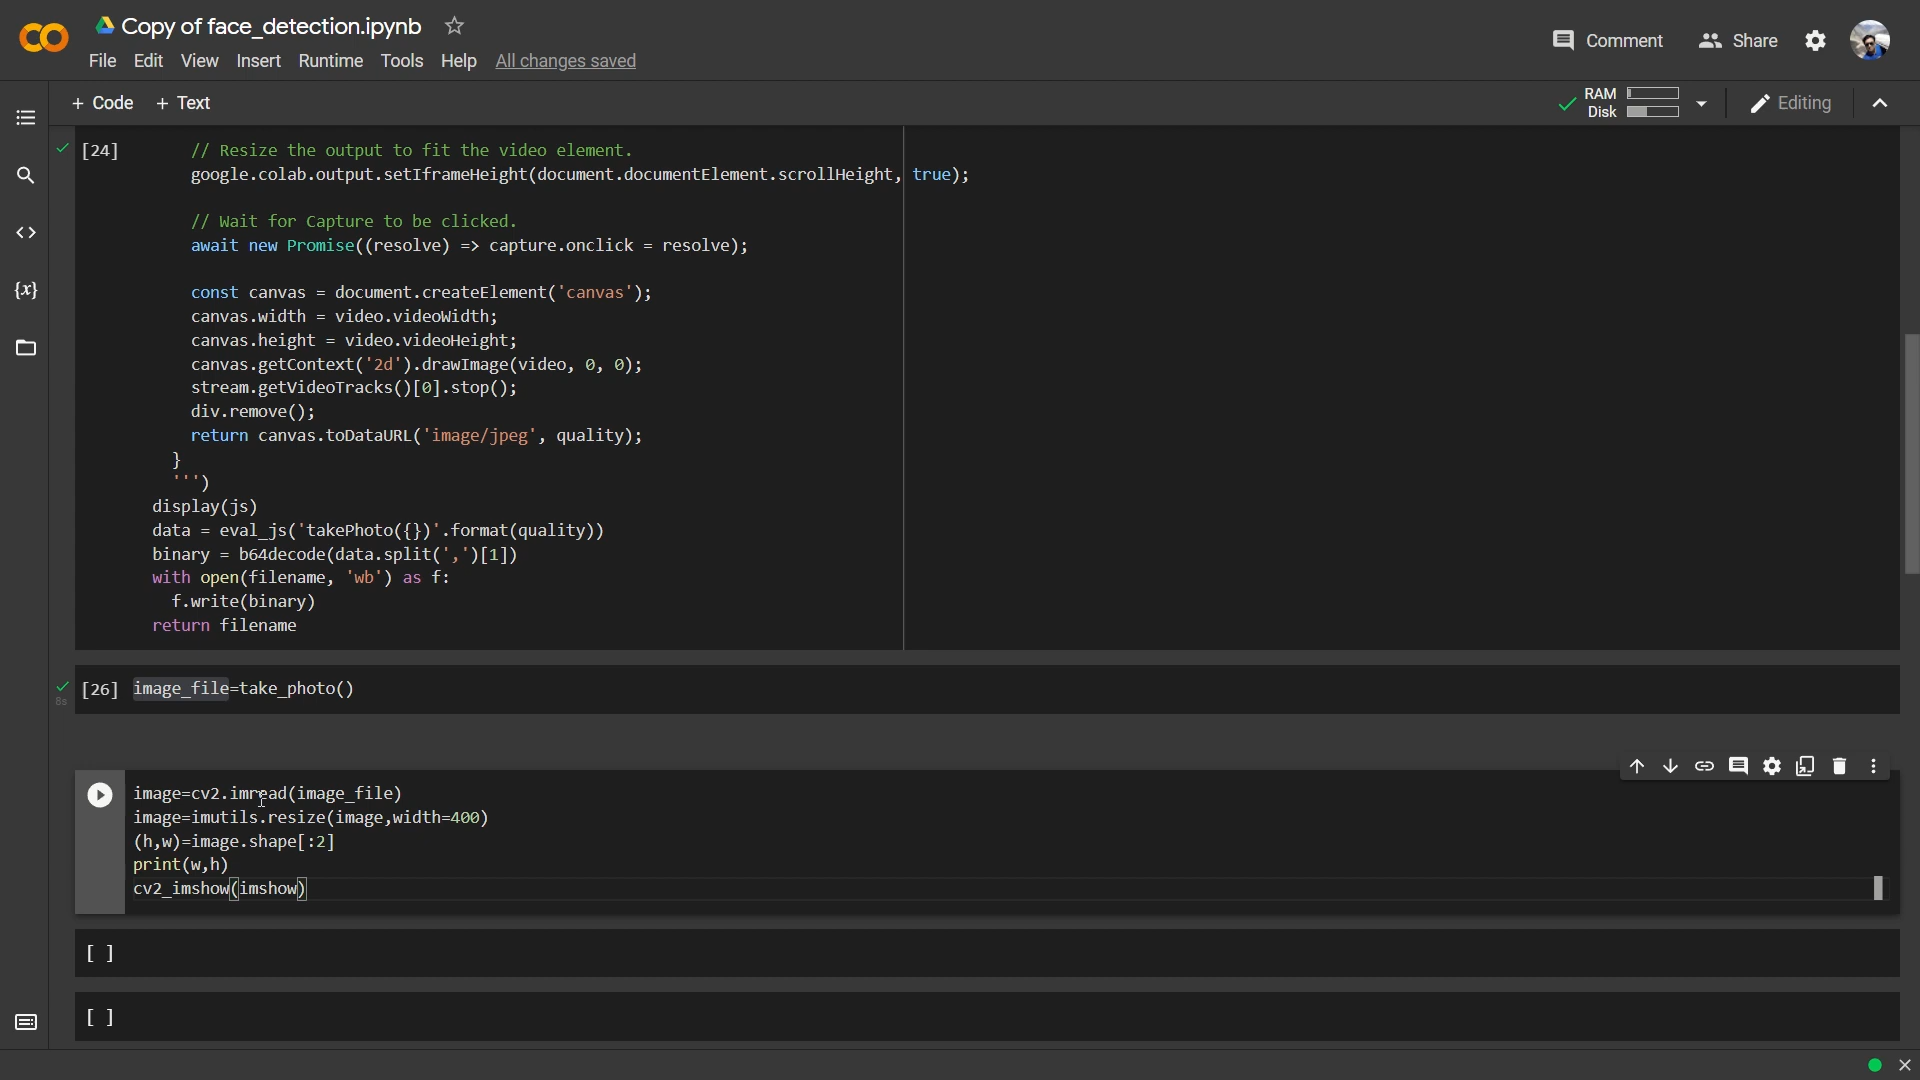 Copy of face_detection.ipynb
File Edit View Insert Runtime Tools Help All changes saved
Comment Share
+ Code + Text
RAM
Disk
Editing
[24] // Resize the output to fit the video element.
google.colab.output.setIframeHeight(document.documentElement.scrollHeight, true);
// Wait for Capture to be clicked.
await new Promise((resolve) => capture.onclick = resolve);
const canvas = document.createElement('canvas');
canvas.width = video.videoWidth;
canvas.height = video.videoHeight;
canvas.getContext('2d').drawImage(video, 0, 0);
stream.getVideoTracks()[0].stop();
div.remove();
return canvas.toDataURL('image/jpeg', quality);
}
''')
display(js)
data = eval_js('takePhoto({})'.format(quality))
binary = b64decode(data.split(',')[1])
with open(filename, 'wb') as f:
f.write(binary)
return filename
[26] image_file=take_photo()
8s
image=cv2.imread(image_file)
image=imutils.resize(image,width=400)
(h,w)=image.shape[:2]
print(w,h)
cv2_imshow(imshow)
[ ]
[ ]